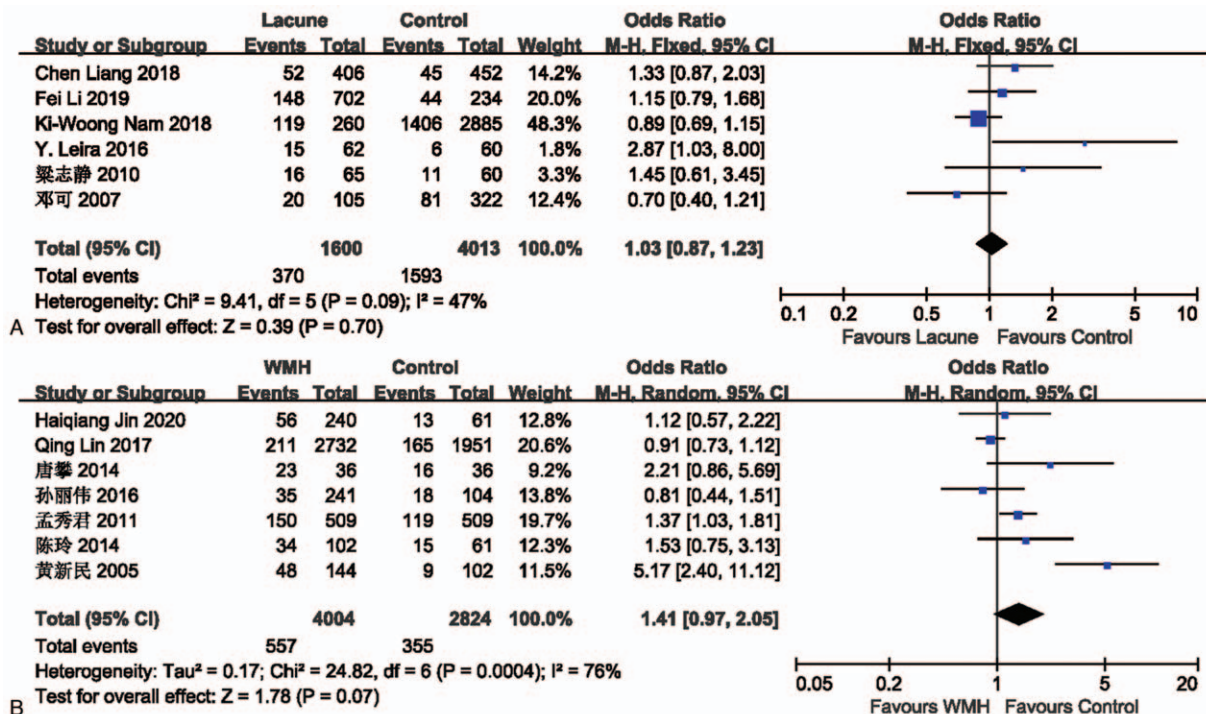 Lacune Control Odds Ratio Odds Ratio
Study or Subgroup Events Total Events Total Weight M-H, Fixed, 95% CI M-H, Fixed, 95% CI
Chen Liang 2018 52 406 45 452 14.2% 1.33 [0.87, 2.03]
Fei Li 2019 148 702 44 234 20.0% 1.15 [0.79, 1.68]
Ki-Woong Nam 2018 119 260 1406 2885 48.3% 0.89 [0.69, 1.15]
Y. Leira 2016 15 62 6 60 1.8% 2.87 [1.03, 8.00]
梁志静 2010 16 65 11 60 3.3% 1.45 [0.61, 3.45]
邓可 2007 20 105 81 322 12.4% 0.70 [0.40, 1.21]
Total (95% CI) 1600 4013 100.0% 1.03 [0.87, 1.23]
Total events 370 1593
Heterogeneity: Chi² = 9.41, df = 5 (P = 0.09); I² = 47%
A Test for overall effect: Z = 0.39 (P = 0.70)
0.1 0.2 0.5 1 2 5 10
Favours Lacune Favours Control
WMH Control Odds Ratio Odds Ratio
Study or Subgroup Events Total Events Total Weight M-H, Random, 95% CI M-H, Random, 95% CI
Haiqiang Jin 2020 56 240 13 61 12.8% 1.12 [0.57, 2.22]
Qing Lin 2017 211 2732 165 1951 20.6% 0.91 [0.73, 1.12]
唐攀 2014 23 36 16 36 9.2% 2.21 [0.86, 5.69]
孙丽伟 2016 35 241 18 104 13.8% 0.81 [0.44, 1.51]
孟秀君 2011 150 509 119 509 19.7% 1.37 [1.03, 1.81]
陈玲 2014 34 102 15 61 12.3% 1.53 [0.75, 3.13]
黄新民 2005 48 144 9 102 11.5% 5.17 [2.40, 11.12]
Total (95% CI) 4004 2824 100.0% 1.41 [0.97, 2.05]
Total events 557 355
Heterogeneity: Tau² = 0.17; Chi² = 24.82, df = 6 (P = 0.0004); I² = 76%
B Test for overall effect: Z = 1.78 (P = 0.07)
0.05 0.2 1 5 20
Favours WMH Favours Control